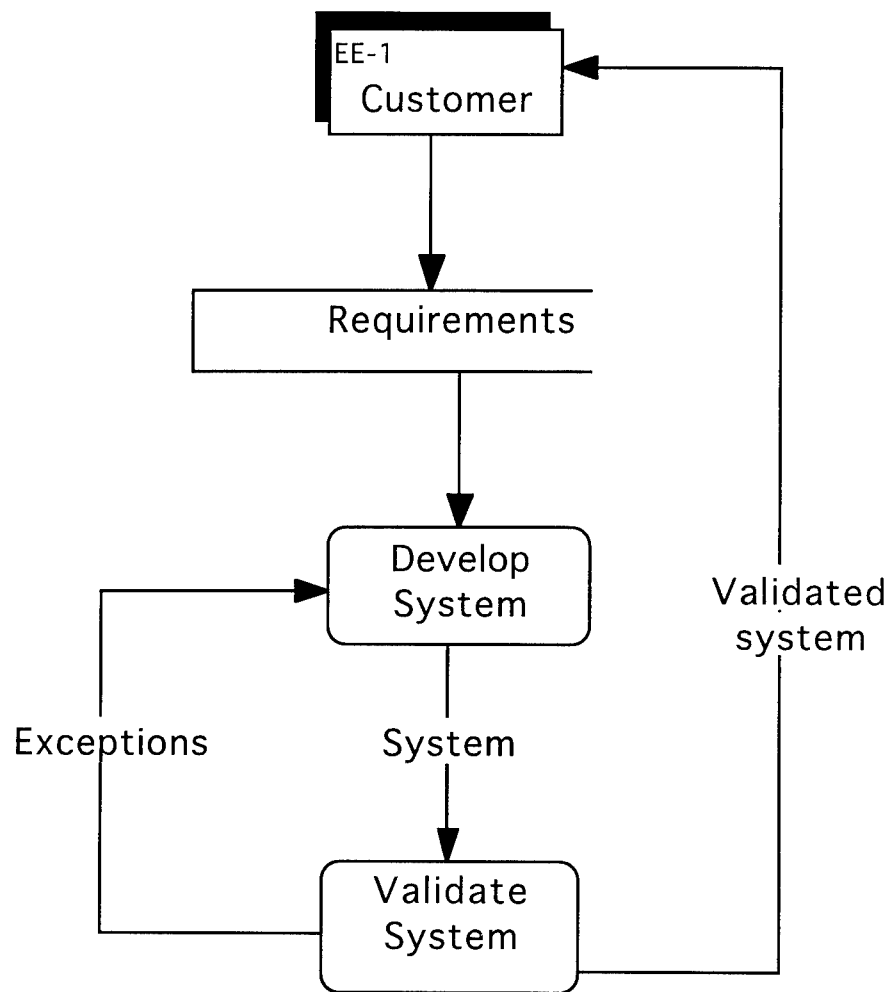 EE-1
Customer
Requirements
Develop
System
Validated
system
Exceptions
System
Validate
System